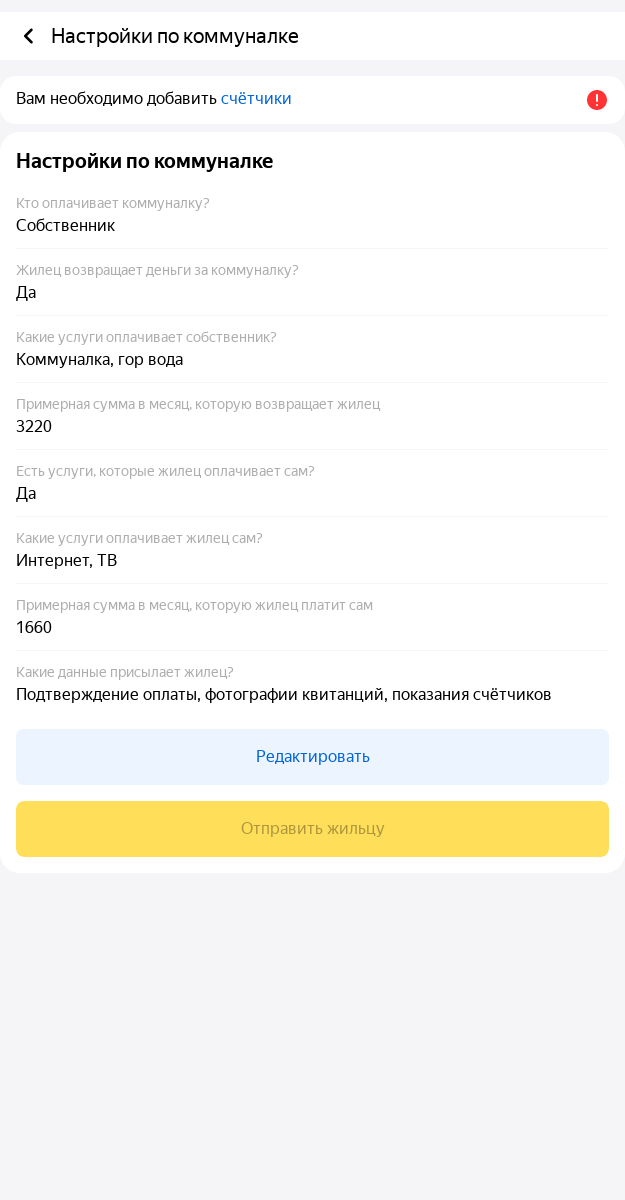 Настройки по коммуналке
Вам необходимо добавить счётчики
Настройки по коммуналке
Кто оплачивает коммуналку?
Собственник
Жилец возвращает деньги за коммуналку?
Да
Какие услуги оплачивает собственник?
Коммуналка, гор вода
Примерная сумма в месяц, которую возвращает жилец
3220
Есть услуги, которые жилец оплачивает сам?
Да
Какие услуги оплачивает жилец сам?
Интернет, ТВ
Примерная сумма в месяц, которую жилец платит сам
1660
Какие данные присылает жилец?
Подтверждение оплаты, фотографии квитанций, показания счётчиков
Редактировать
Отправить жильцу